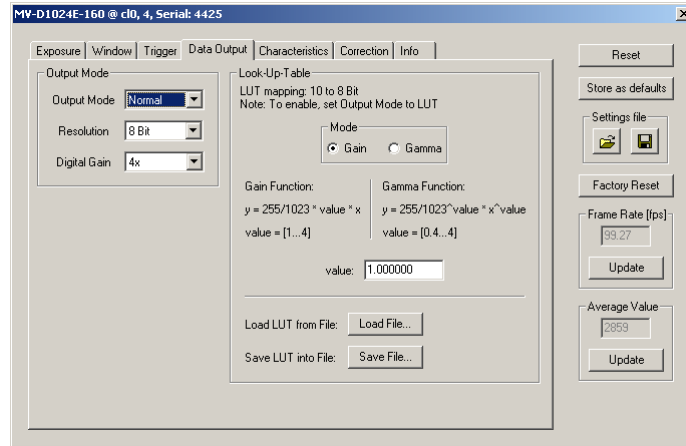 MV-D1024E-160 @ cl0, 4, Serial: 4425
Exposure Window Trigger Data Output Characteristics Correction Info
Output Mode
Output Mode Normal
Resolution 8 Bit
Digital Gain 4x
Look-Up-Table
LUT mapping: 10 to 8 Bit
Note: To enable, set Output Mode to LUT
Mode
Gain Gamma
Gain Function:
y = 255/1023 * value * x
value = [1...4]
Gamma Function:
y = 255/1023^value * x^value
value = [0.4...4]
value: 1.000000
Load LUT from File: Load File...
Save LUT into File: Save File...
Reset
Store as defaults
Settings file
Factory Reset
Frame Rate [fps]
99.27
Update
Average Value
2859
Update